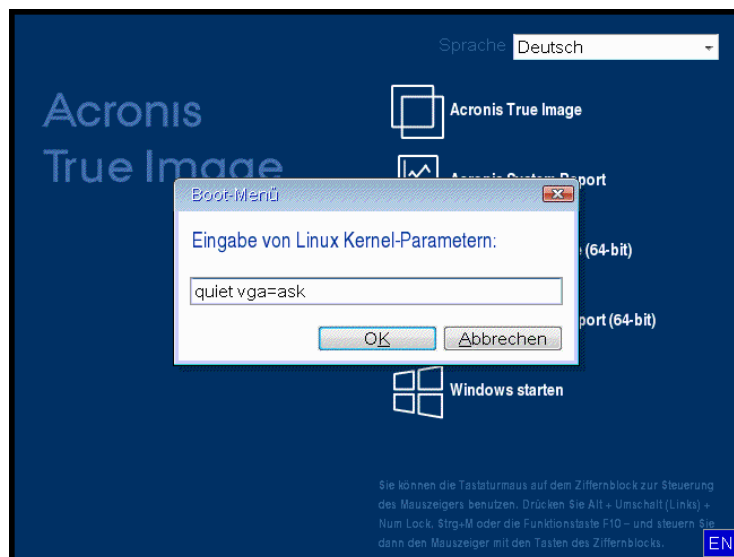 Sprache Deutsch
Acronis
True Image
Acronis True Image
Acronis System Report
(64-bit)
port (64-bit)
Windows starten
Boot-Menü
Eingabe von Linux Kernel-Parametern:
quiet vga=ask
OK
Abbrechen
Sie können die Tastaturmaus auf dem Ziffernblock zur Steuerung
des Mauszeigers benutzen. Drücken Sie Alt + Umschalt (Links) +
Num Lock. Strg+M oder die Funktionstaste F10 – und steuern Sie
dann den Mauszeiger mit den Tasten des Ziffernblocks.
EN